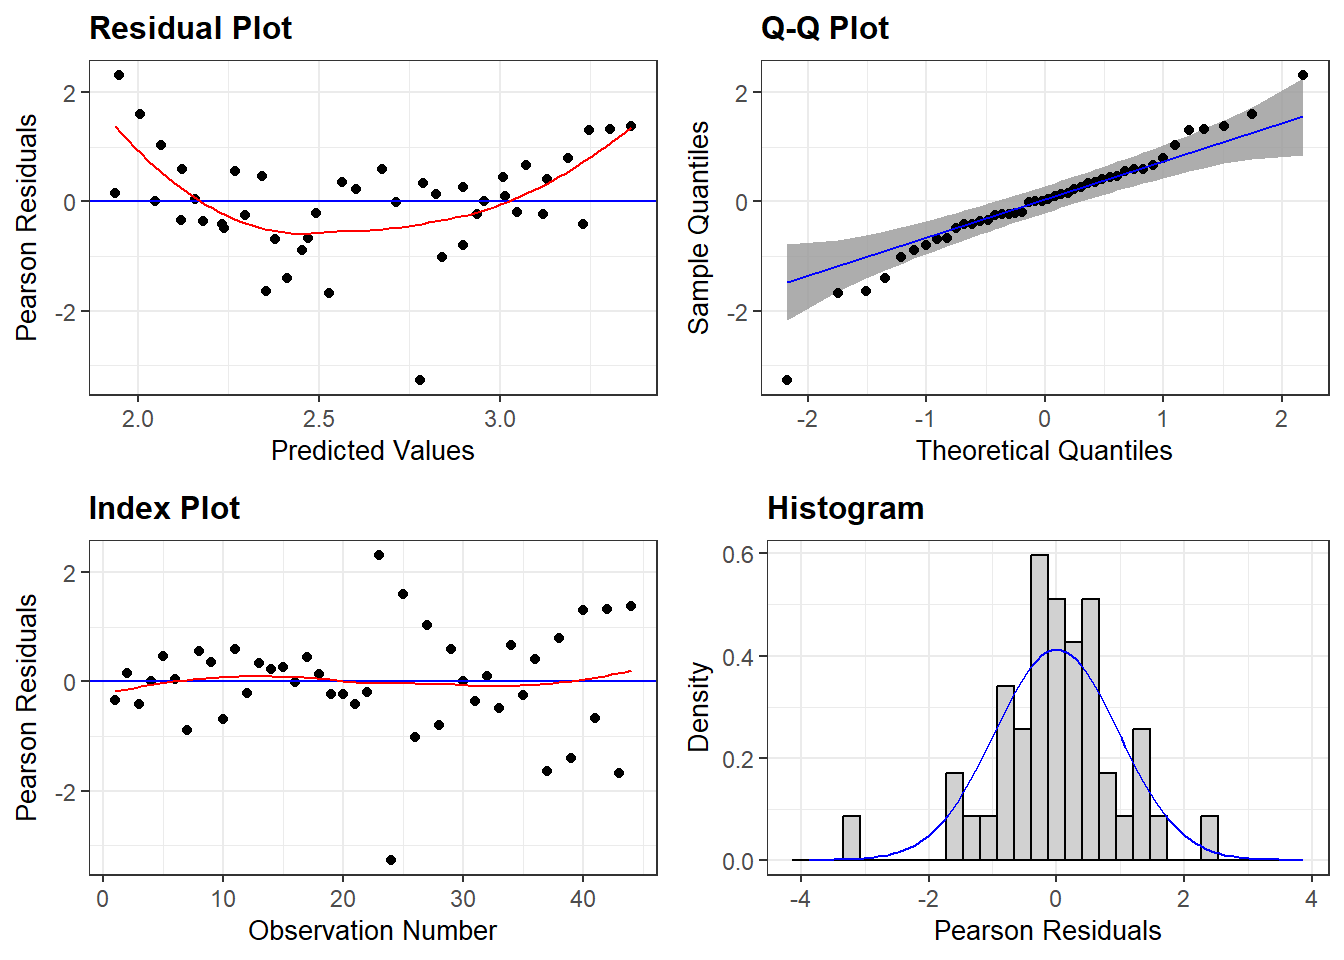 Residual Plot
2
0
-2
Pearson Residuals
2.0 2.5 3.0
Predicted Values
Q-Q Plot
2
0
-2
Sample Quantiles
-2 -1 0 1 2
Theoretical Quantiles
Index Plot
2
0
-2
Pearson Residuals
0 10 20 30 40
Observation Number
Histogram
0.6
0.4
0.2
0.0
Density
-4 -2 0 2 4
Pearson Residuals